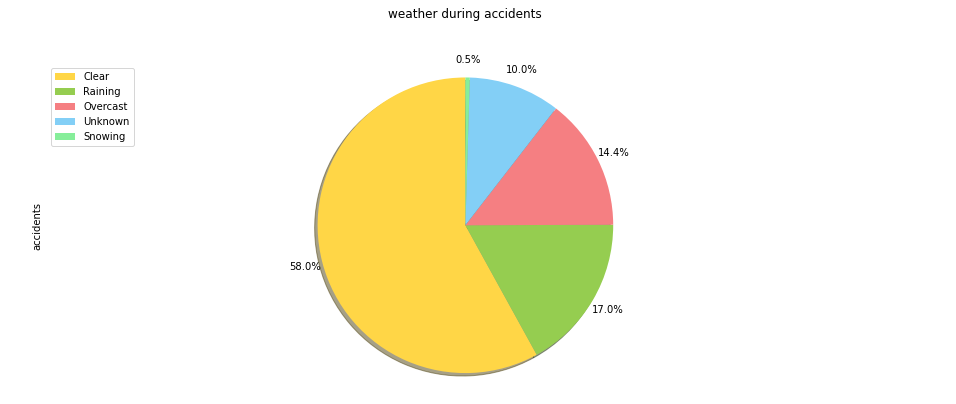 weather during accidents
Clear
Raining
Overcast
Unknown
Snowing
0.5%
10.0%
14.4%
accidents
58.0%
17.0%